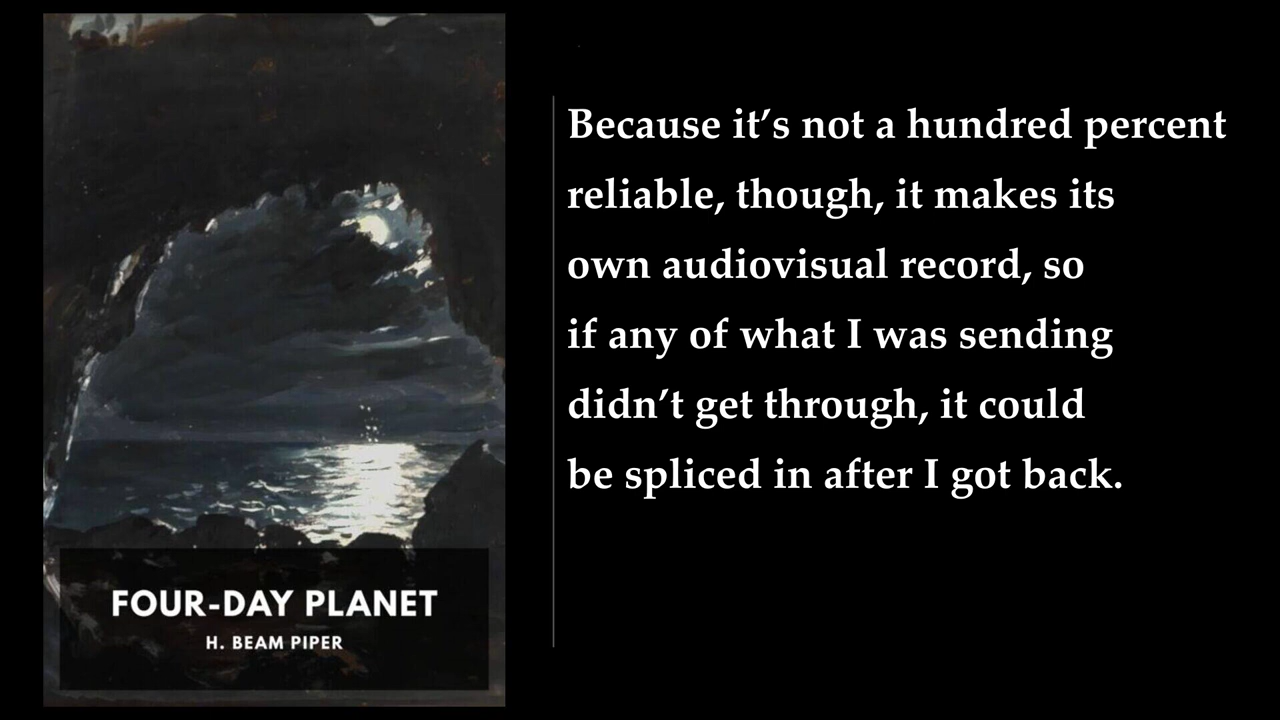 FOUR-DAY PLANET
H. BEAM PIPER
Because it’s not a hundred percent
reliable, though, it makes its
own audiovisual record, so
if any of what I was sending
didn’t get through, it could
be spliced in after I got back.